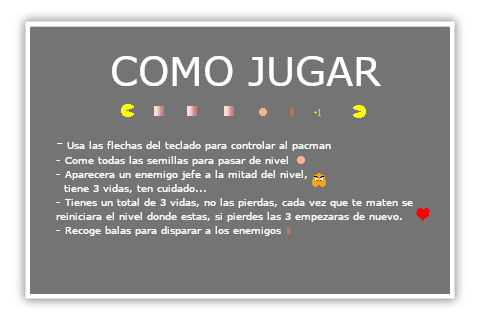 COMO JUGAR
+1
- Usa las flechas del teclado para controlar al pacman
- Come todas las semillas para pasar de nivel
- Aparecera un enemigo jefe a la mitad del nivel,
tiene 3 vidas, ten cuidado...
- Tienes un total de 3 vidas, no las pierdas, cada vez que te maten se
reiniciara el nivel donde estas, si pierdes las 3 empezaras de nuevo.
- Recoge balas para disparar a los enemigos